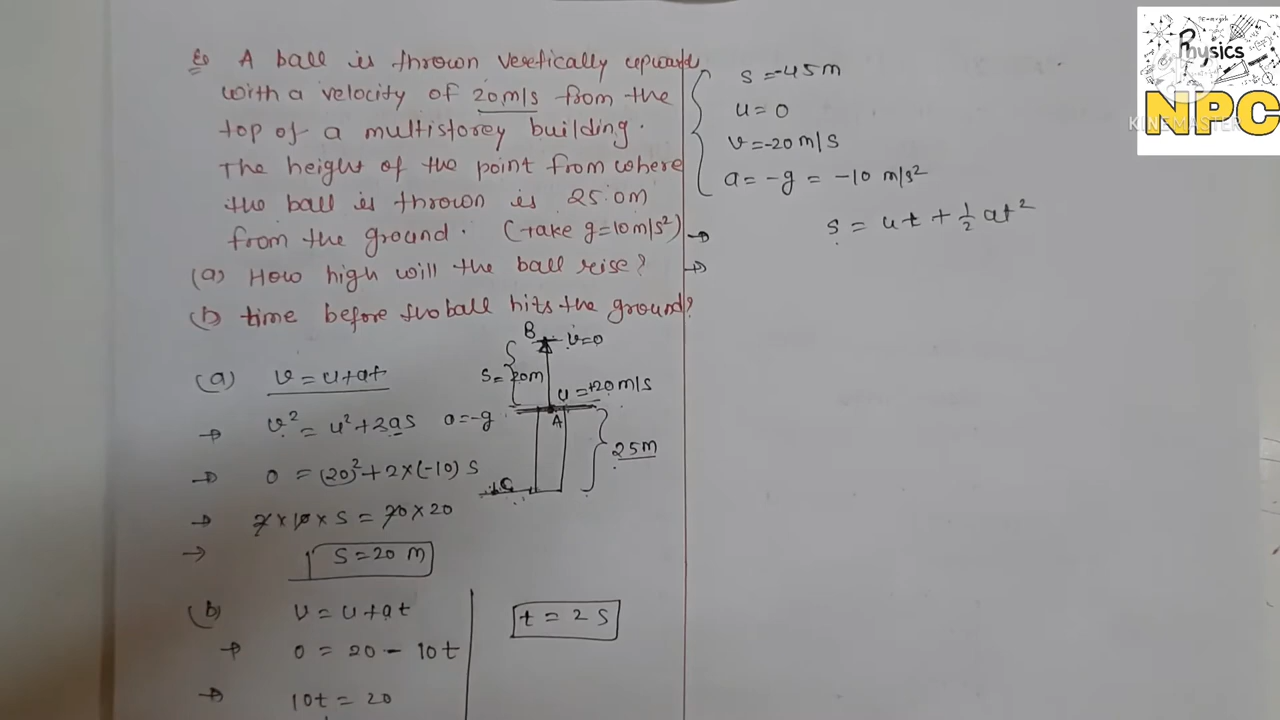 Ex A ball is thrown vertically upward
with a velocity of 20 m/s from the
top of a multistorey building.
The height of the point from where
the ball is thrown is 25.0m
from the ground. (take g=10m/s²)
(a) How high will the ball rise?
(b) time before the ball hits the ground?
(a) v = u+at
→ v² = u²+2as a=-g
→ 0 = (20)²+2×(-10) s
→ 2×10×s = 20×20
→ s=20 m
(b) v = u+at
→ 0 = 20 - 10t
→ 10t = 20
t = 2 s
B v=0
s=20m
u=+20 m/s
A
25m
C
s=-45m
u=0
v=-20m/s
a=-g = -10 m/s²
→ s = ut + 1/2 at²
→
Physics
NPC
KINEMASTER